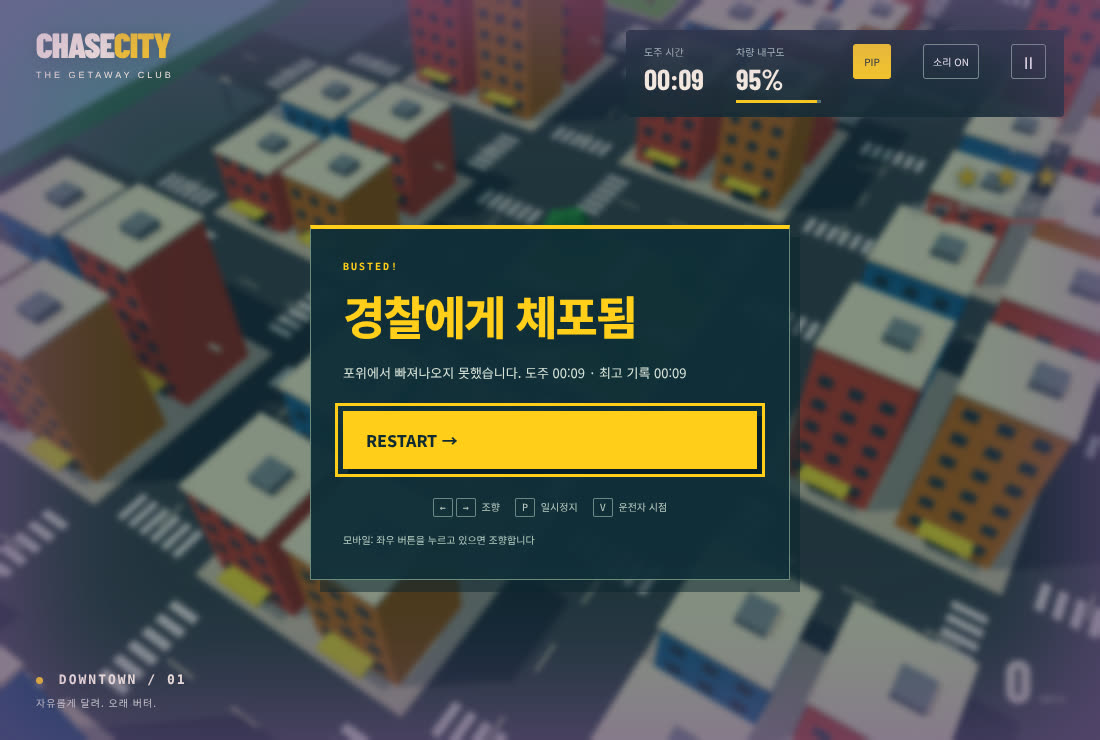 CHASECITY
THE GETAWAY CLUB
도주 시간
00:09
차량 내구도
95%
PIP
소리 ON
BUSTED!
경찰에게 체포됨
포위에서 빠져나오지 못했습니다. 도주 00:09 · 최고 기록 00:09
RESTART →
← → 조향 P 일시정지 V 운전자 시점
모바일: 좌우 버튼을 누르고 있으면 조향합니다
DOWNTOWN / 01
자유롭게 달려. 오래 버텨.
0